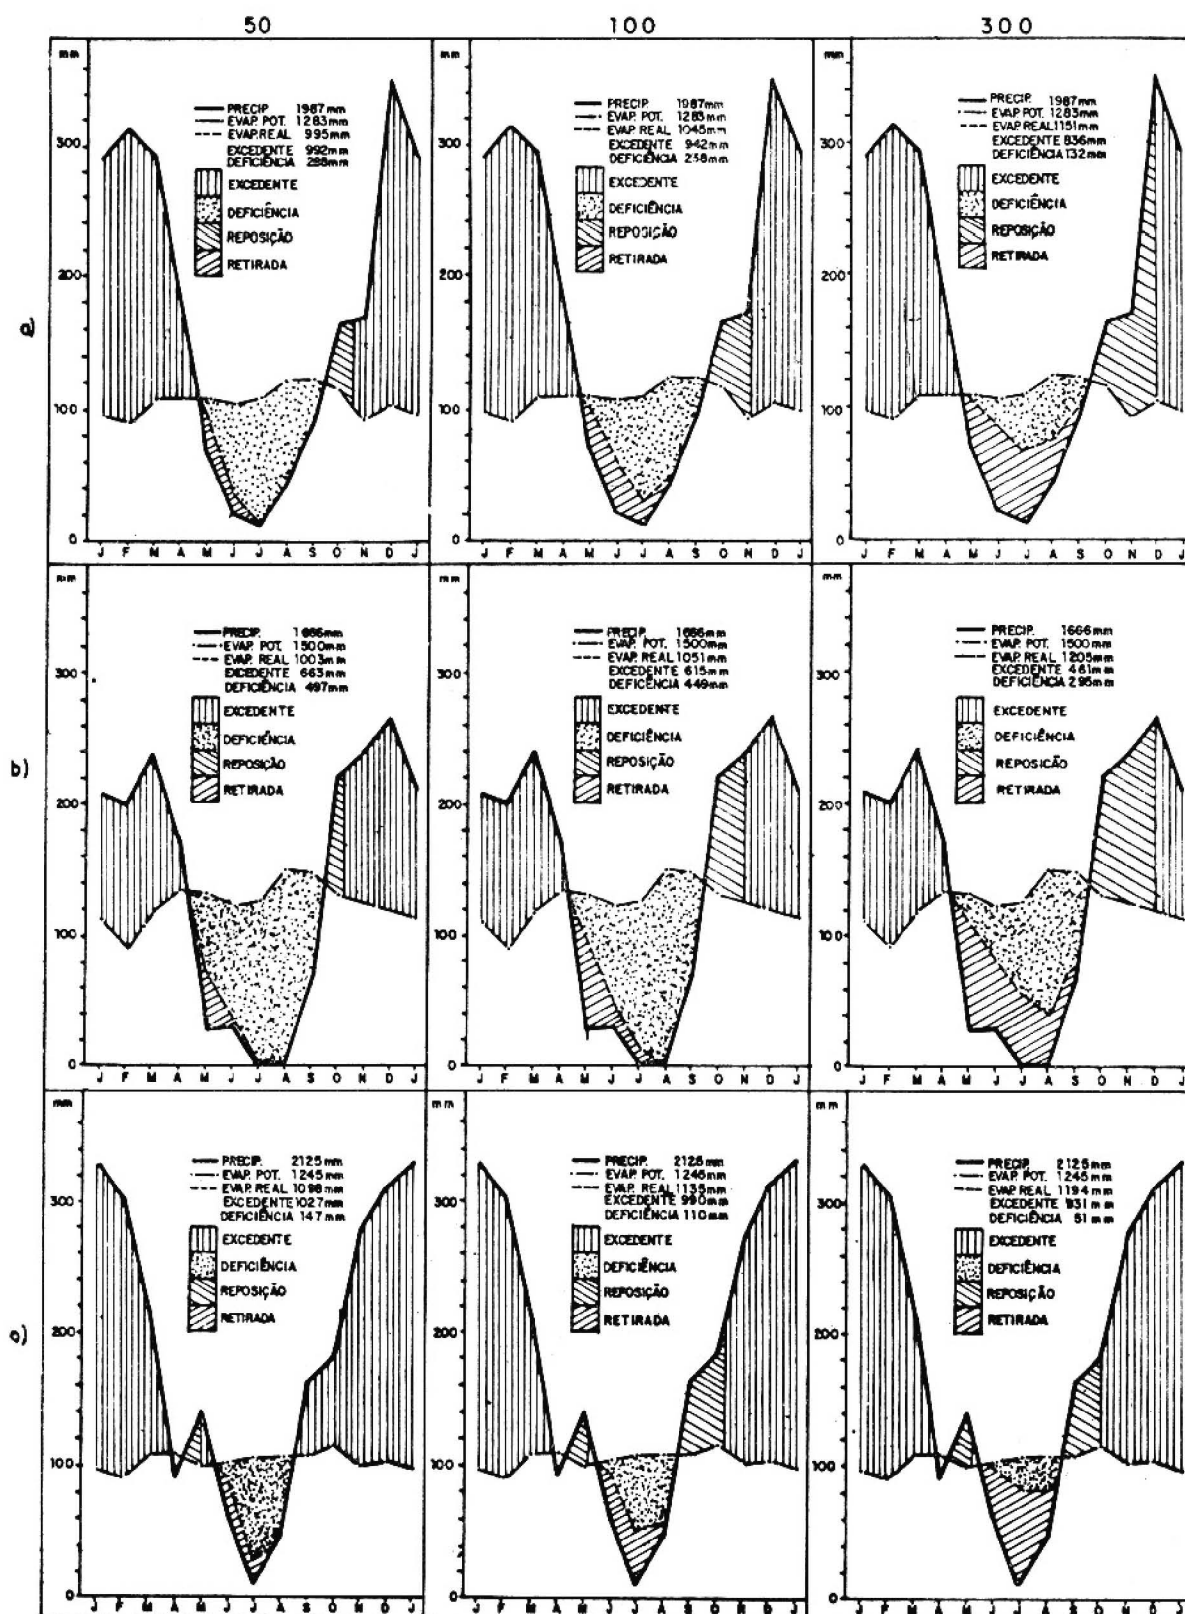 50
100
300
a
mm
300
200
100
0
PRECIP. 1987mm
EVAP. POT. 1283mm
EVAP. REAL 995mm
EXCEDENTE 992mm
DEFICIÊNCIA 288mm
EXCEDENTE
DEFICIÊNCIA
REPOSIÇÃO
RETIRADA
J F M A M J J A S O N D J
mm
300
200
100
0
PRECIP. 1987mm
EVAP. POT. 1283mm
EVAP. REAL 1045mm
EXCEDENTE 942mm
DEFICIÊNCIA 238mm
EXCEDENTE
DEFICIÊNCIA
REPOSIÇÃO
RETIRADA
J F M A M J J A S O N D J
mm
300
200
100
0
PRECIP. 1987mm
EVAP. POT. 1283mm
EVAP. REAL 1151mm
EXCEDENTE 836mm
DEFICIÊNCIA 132mm
EXCEDENTE
DEFICIÊNCIA
REPOSIÇÃO
RETIRADA
J F M A M J J A S O N D J
b)
mm
300
200
100
0
PRECIP. 1666mm
EVAP. POT. 1500mm
EVAP. REAL 1003mm
EXCEDENTE 663mm
DEFICIÊNCIA 497mm
EXCEDENTE
DEFICIÊNCIA
REPOSIÇÃO
RETIRADA
J F M A M J J A S O N D J
mm
300
200
100
0
PRECIP. 1666mm
EVAP. POT. 1500mm
EVAP. REAL 1051mm
EXCEDENTE 615mm
DEFICÊNCIA 449mm
EXCEDENTE
DEFICIÊNCIA
REPOSIÇÃO
RETIRADA
J F M A M J J A S O N D J
mm
300
200
100
0
PRECIP. 1666mm
EVAP. POT. 1500mm
EVAP. REAL 1205mm
EXCEDENTE 461mm
DEFICIÊNCIA 295mm
EXCEDENTE
DEFICIÊNCIA
REPOSICÃO
RETIRADA
J F M A M J J A S O N D J
c)
mm
300
200
100
0
PRECIP. 2125mm
EVAP. POT. 1245mm
EVAP. REAL 1098mm
EXCEDENTE 1027mm
DEFICIÊNCIA 147mm
EXCEDENTE
DEFICIÊNCIA
REPOSIÇÃO
RETIRADA
J F M A M J J A S O N D J
mm
300
200
100
0
PRECIP. 2125mm
EVAP. POT. 1245mm
EVAP. REAL 1135mm
EXCEDENTE 990mm
DEFICIÊNCIA 110mm
EXCEDENTE
DEFICIÊNCIA
REPOSIÇÃO
RETIRADA
J F M A M J J A S O N D J
mm
300
200
100
0
PRECIP. 2125mm
EVAP. POT. 1245mm
EVAP. REAL 1194mm
EXCEDENTE 931mm
DEFICIÊNCIA 51mm
EXCEDENTE
DEFICIÊNCIA
REPOSIÇÃO
RETIRADA
J F M A M J J A S O N D J